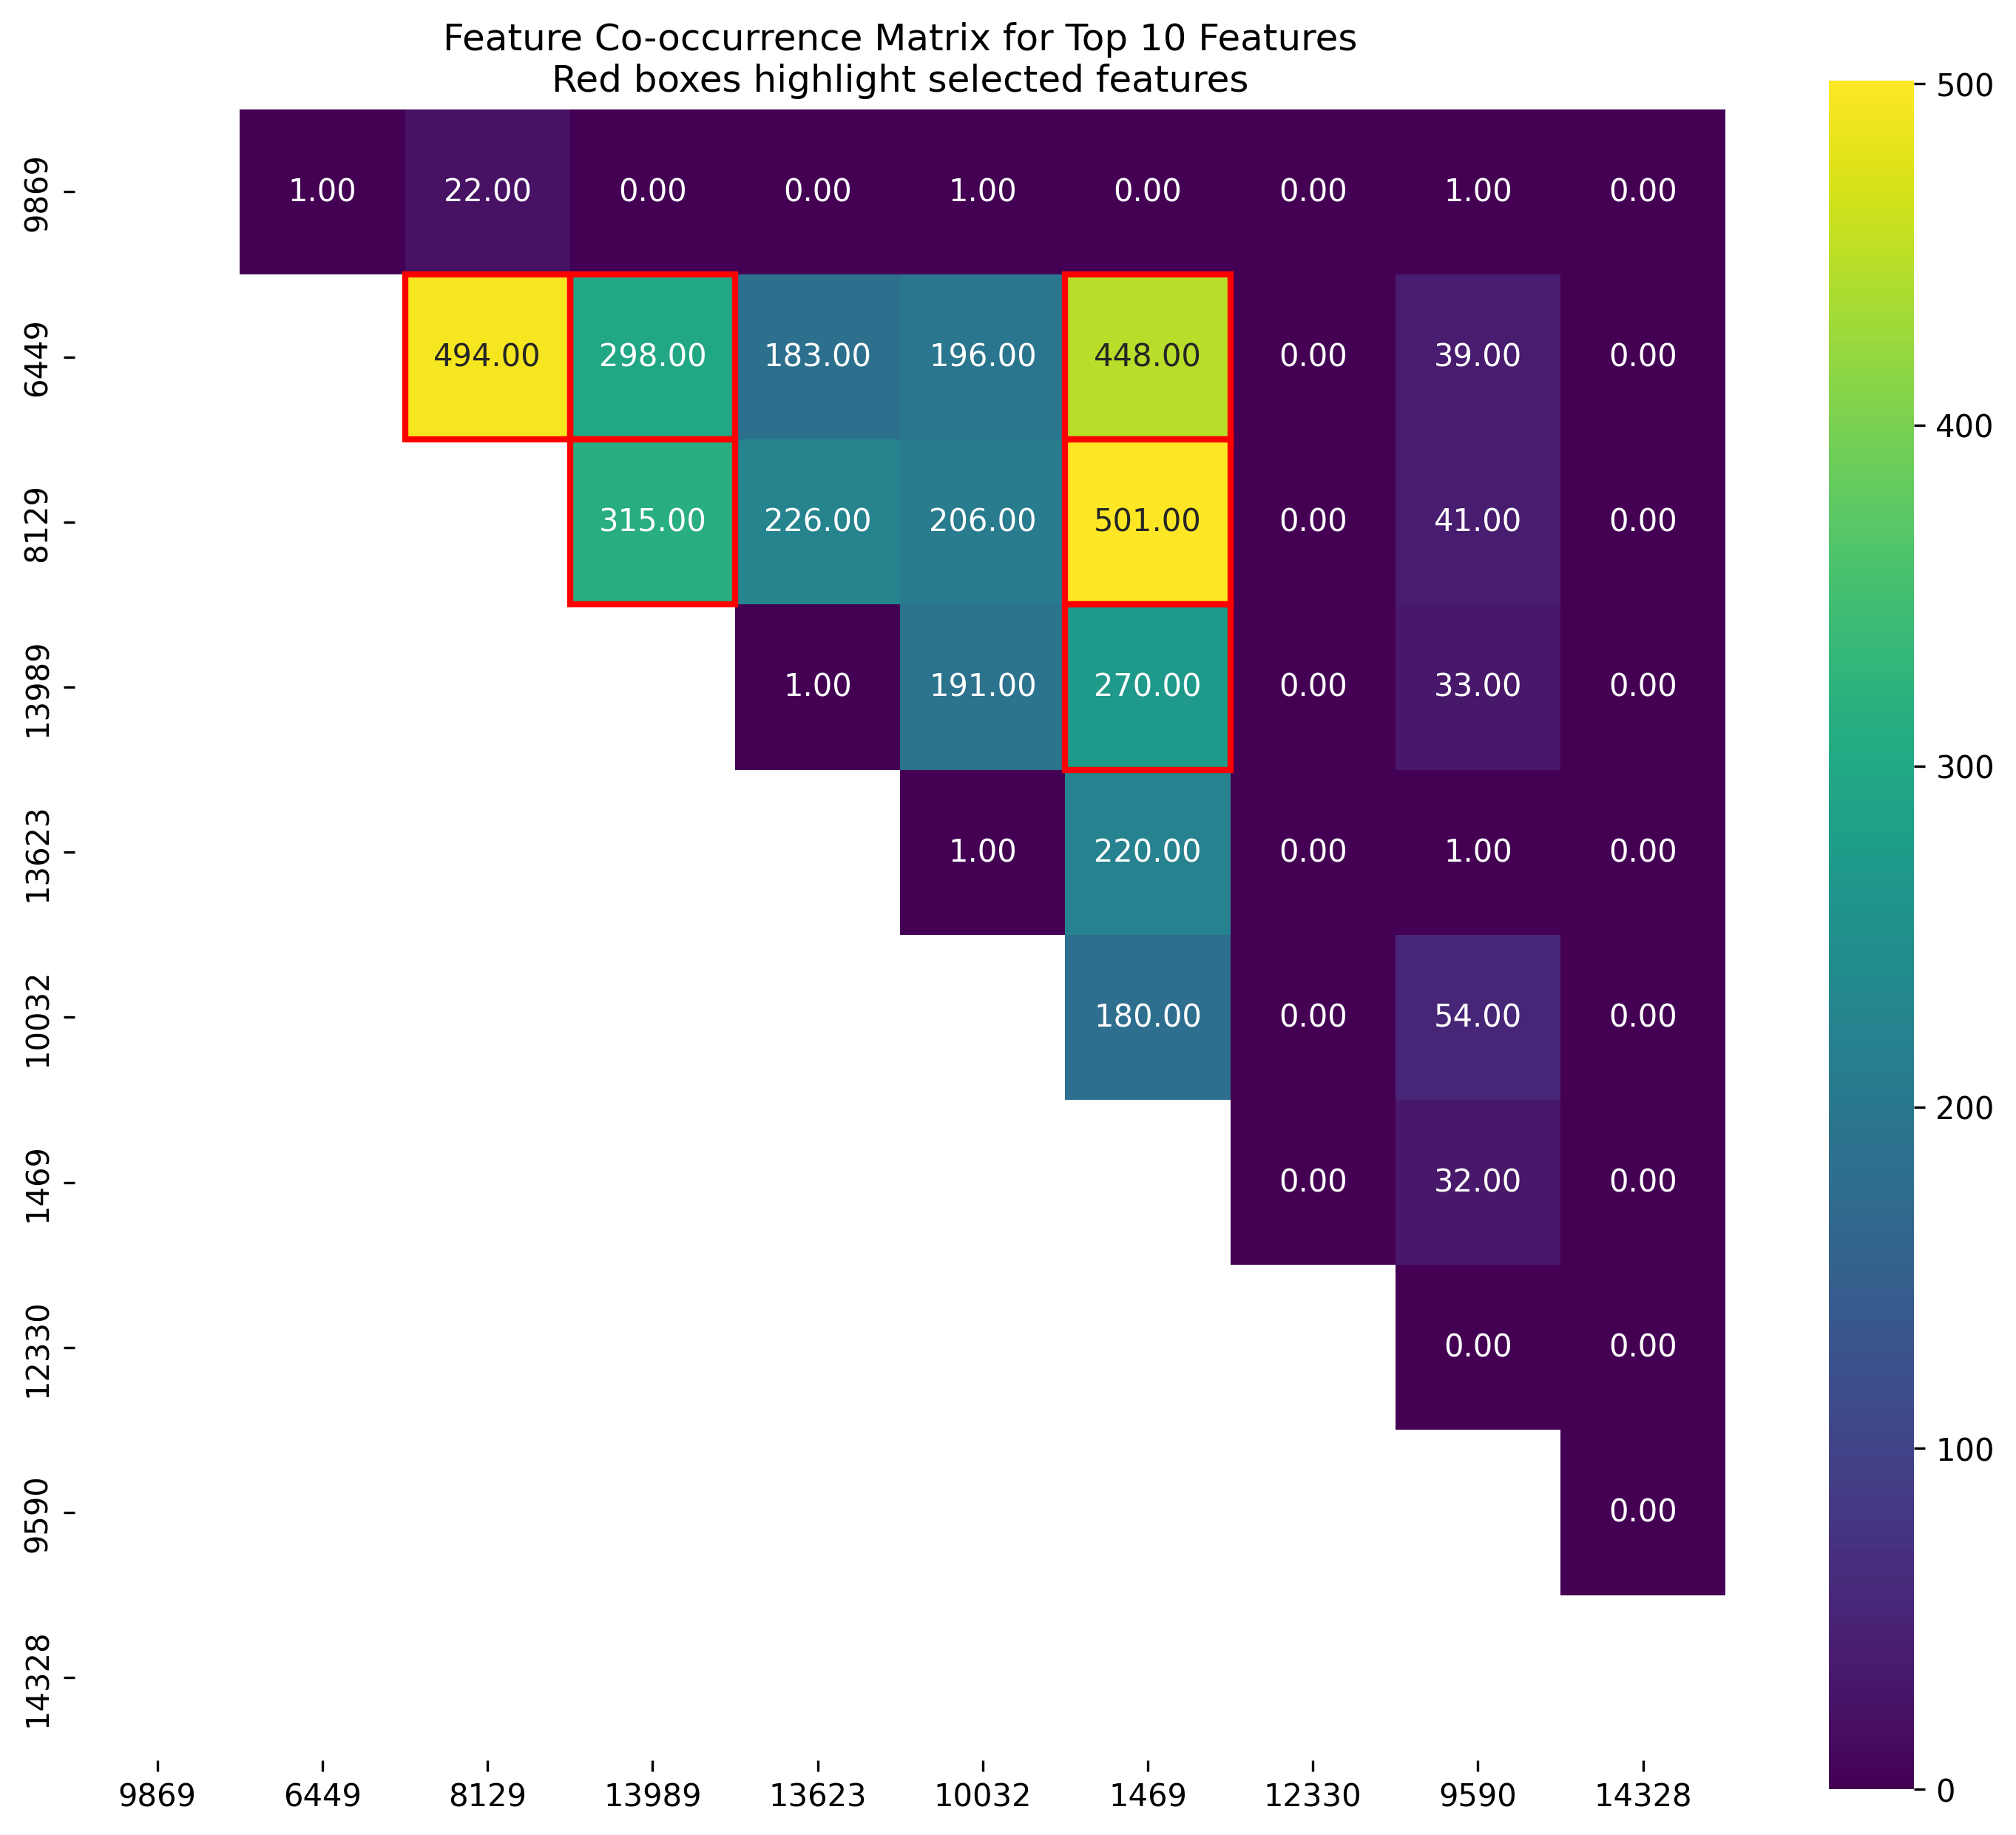 Feature Co-occurrence Matrix for Top 10 Features
Red boxes highlight selected features
9869 1.00 22.00 0.00 0.00 1.00 0.00 0.00 1.00 0.00
6449 494.00 298.00 183.00 196.00 448.00 0.00 39.00 0.00
8129 315.00 226.00 206.00 501.00 0.00 41.00 0.00
13989 1.00 191.00 270.00 0.00 33.00 0.00
13623 1.00 220.00 0.00 1.00 0.00
10032 180.00 0.00 54.00 0.00
1469 0.00 32.00 0.00
12330 0.00 0.00
9590 0.00
14328
9869 6449 8129 13989 13623 10032 1469 12330 9590 14328
500
400
300
200
100
0